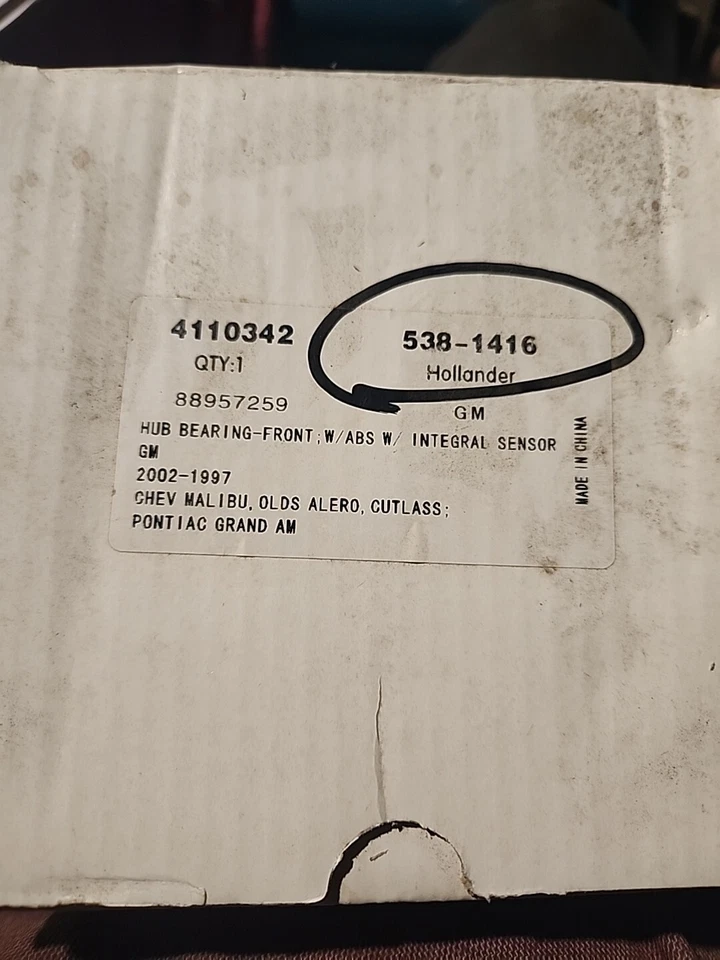 4110342
QTY:1
88957259
538-1416
Hollander
GM
HUB BEARING-FRONT;W/ABS W/ INTEGRAL SENSOR
GM
2002-1997
CHEV MALIBU, OLDS ALERO, CUTLASS;
PONTIAC GRAND AM
MADE IN CHINA